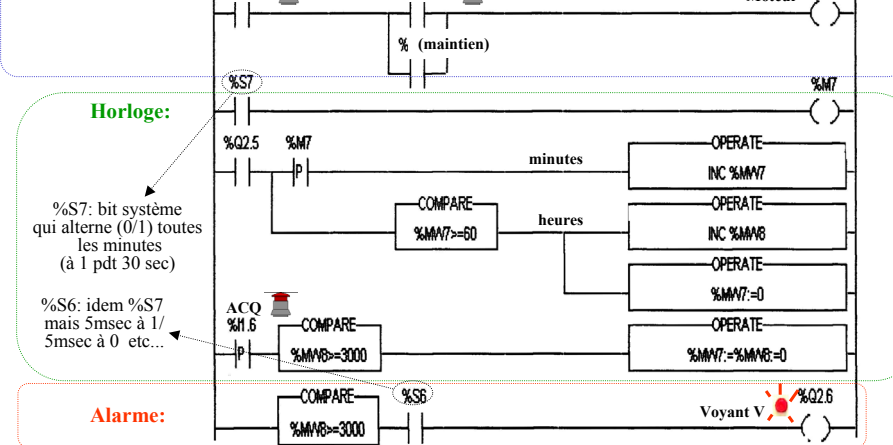 % (maintien)
%S7 %M7
Horloge:
%Q2.5 %M7 OPERATE
P minutes INC %MW7
%S7: bit système
qui alterne (0/1) toutes
les minutes
(à 1 pdt 30 sec)
COMPARE OPERATE
%MW7>=60 heures INC %MW8
OPERATE
%MW7:=0
%S6: idem %S7
mais 5msec à 1/
5msec à 0 etc...
ACQ
%I1.6 COMPARE OPERATE
P %MW8>=3000 %MW7:=%MW8:=0
Alarme:
COMPARE %S6 %Q2.6
%MW8>=3000 Voyant V